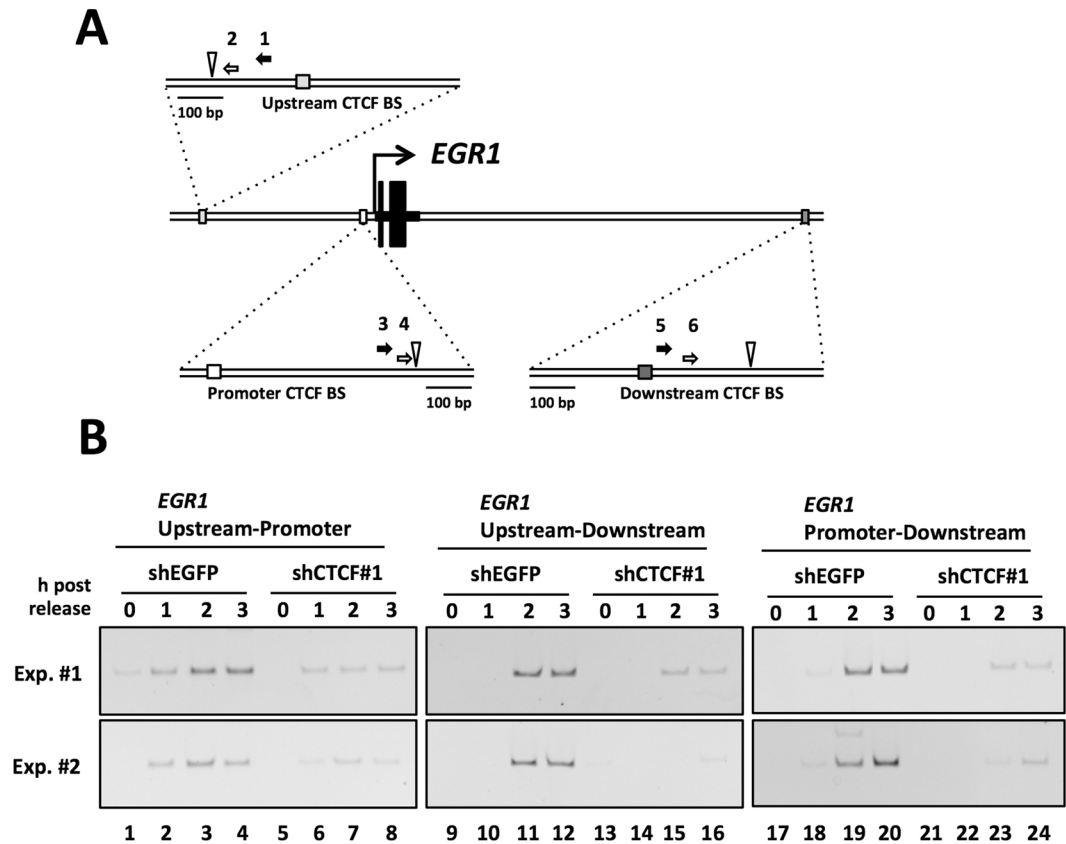 A
2 1
100 bp
Upstream CTCF BS
EGR1
3 4
5 6
Promoter CTCF BS
100 bp
100 bp
Downstream CTCF BS
B
EGR1
Upstream-Promoter
EGR1
Upstream-Downstream
EGR1
Promoter-Downstream
shEGFP shCTCF#1 shEGFP shCTCF#1 shEGFP shCTCF#1
h post
release
0 1 2 3 0 1 2 3 0 1 2 3 0 1 2 3 0 1 2 3 0 1 2 3
Exp. #1
Exp. #2
1 2 3 4 5 6 7 8 9 10 11 12 13 14 15 16 17 18 19 20 21 22 23 24